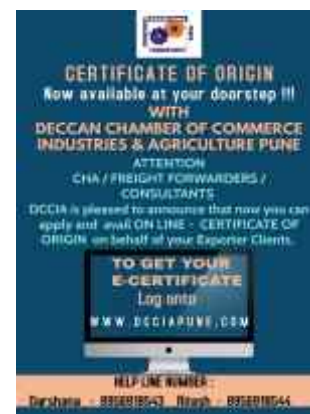 CERTIFICATE OF ORIGIN
Now available at your doorstep !!!
WITH
DECCAN CHAMBER OF COMMERCE
INDUSTRIES & AGRICULTURE PUNE
ATTENTION
CHA / FREIGHT FORWARDERS /
CONSULTANTS
DCCIA is pleased to announce that now you can
apply and avail ON LINE - CERTIFICATE OF
ORIGIN on behalf of your Exporter Clients.
TO GET YOUR
E-CERTIFICATE
Log onto
WWW.DCCIAPUNE.COM
HELP LINE NUMBER :
Darshana -